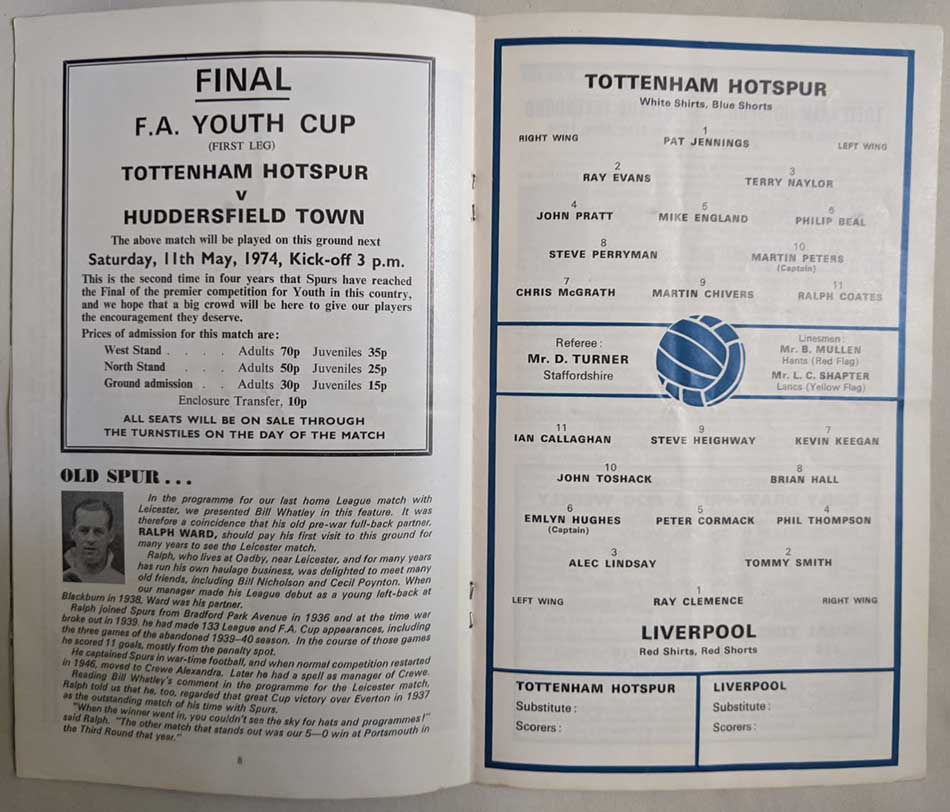 FINAL
F.A. YOUTH CUP
(FIRST LEG)
TOTTENHAM HOTSPUR
v
HUDDERSFIELD TOWN
The above match will be played on this ground next
Saturday, 11th May, 1974, Kick-off 3 p.m.
This is the second time in four years that Spurs have reached
the Final of the premier competition for Youth in this country,
and we hope that a big crowd will be here to give our players
the encouragement they deserve.
Prices of admission for this match are:
West Stand . . . . Adults 70p Juveniles 35p
North Stand . . . Adults 50p Juveniles 25p
Ground admission . . Adults 30p Juveniles 15p
Enclosure Transfer, 10p
ALL SEATS WILL BE ON SALE THROUGH
THE TURNSTILES ON THE DAY OF THE MATCH
OLD SPUR . . .
In the programme for our last home League match with
Leicester, we presented Bill Whatley in this feature. It was
therefore a coincidence that his old pre-war full-back partner,
RALPH WARD, should pay his first visit to this ground for
many years to see the Leicester match.
Ralph, who lives at Oadby, near Leicester, and for many years
has run his own haulage business, was delighted to meet many
old friends, including Bill Nicholson and Cecil Poynton. When
our manager made his League debut as a young left-back at
Blackburn in 1938, Ward was his partner.
Ralph joined Spurs from Bradford Park Avenue in 1936 and at the time war
broke out in 1939, he had made 133 League and F.A. Cup appearances, including
the three games of the abandoned 1939-40 season. In the course of those games
he scored 11 goals, mostly from the penalty spot.
He captained Spurs in war-time football, and when normal competition restarted
in 1946, moved to Crewe Alexandra. Later he had a spell as manager of Crewe.
Reading Bill Whatley's comment in the programme for the Leicester match,
Ralph told us that he, too, regarded that great Cup victory over Everton in 1937
as the outstanding match of his time with Spurs.
"When the winner went in, you couldn't see the sky for hats and programmes!"
said Ralph. "The other match that stands out was our 5—0 win at Portsmouth in
the Third Round that year."
8
TOTTENHAM HOTSPUR
White Shirts, Blue Shorts
1
RIGHT WING PAT JENNINGS LEFT WING
2 3
RAY EVANS TERRY NAYLOR
4 5 6
JOHN PRATT MIKE ENGLAND PHILIP BEAL
8 10
STEVE PERRYMAN MARTIN PETERS
(Captain)
7 9 11
CHRIS McGRATH MARTIN CHIVERS RALPH COATES
Referee:
Mr. D. TURNER
Staffordshire
Linesmen:
Mr. B. MULLEN
Hants (Red Flag)
Mr. L. C. SHAPTER
Lancs (Yellow Flag)
11 9 7
IAN CALLAGHAN STEVE HEIGHWAY KEVIN KEEGAN
10 8
JOHN TOSHACK BRIAN HALL
6 5 4
EMLYN HUGHES PETER CORMACK PHIL THOMPSON
(Captain)
3 2
ALEC LINDSAY TOMMY SMITH
1
LEFT WING RAY CLEMENCE RIGHT WING
LIVERPOOL
Red Shirts, Red Shorts
TOTTENHAM HOTSPUR
Substitute:
Scorers:
LIVERPOOL
Substitute:
Scorers: